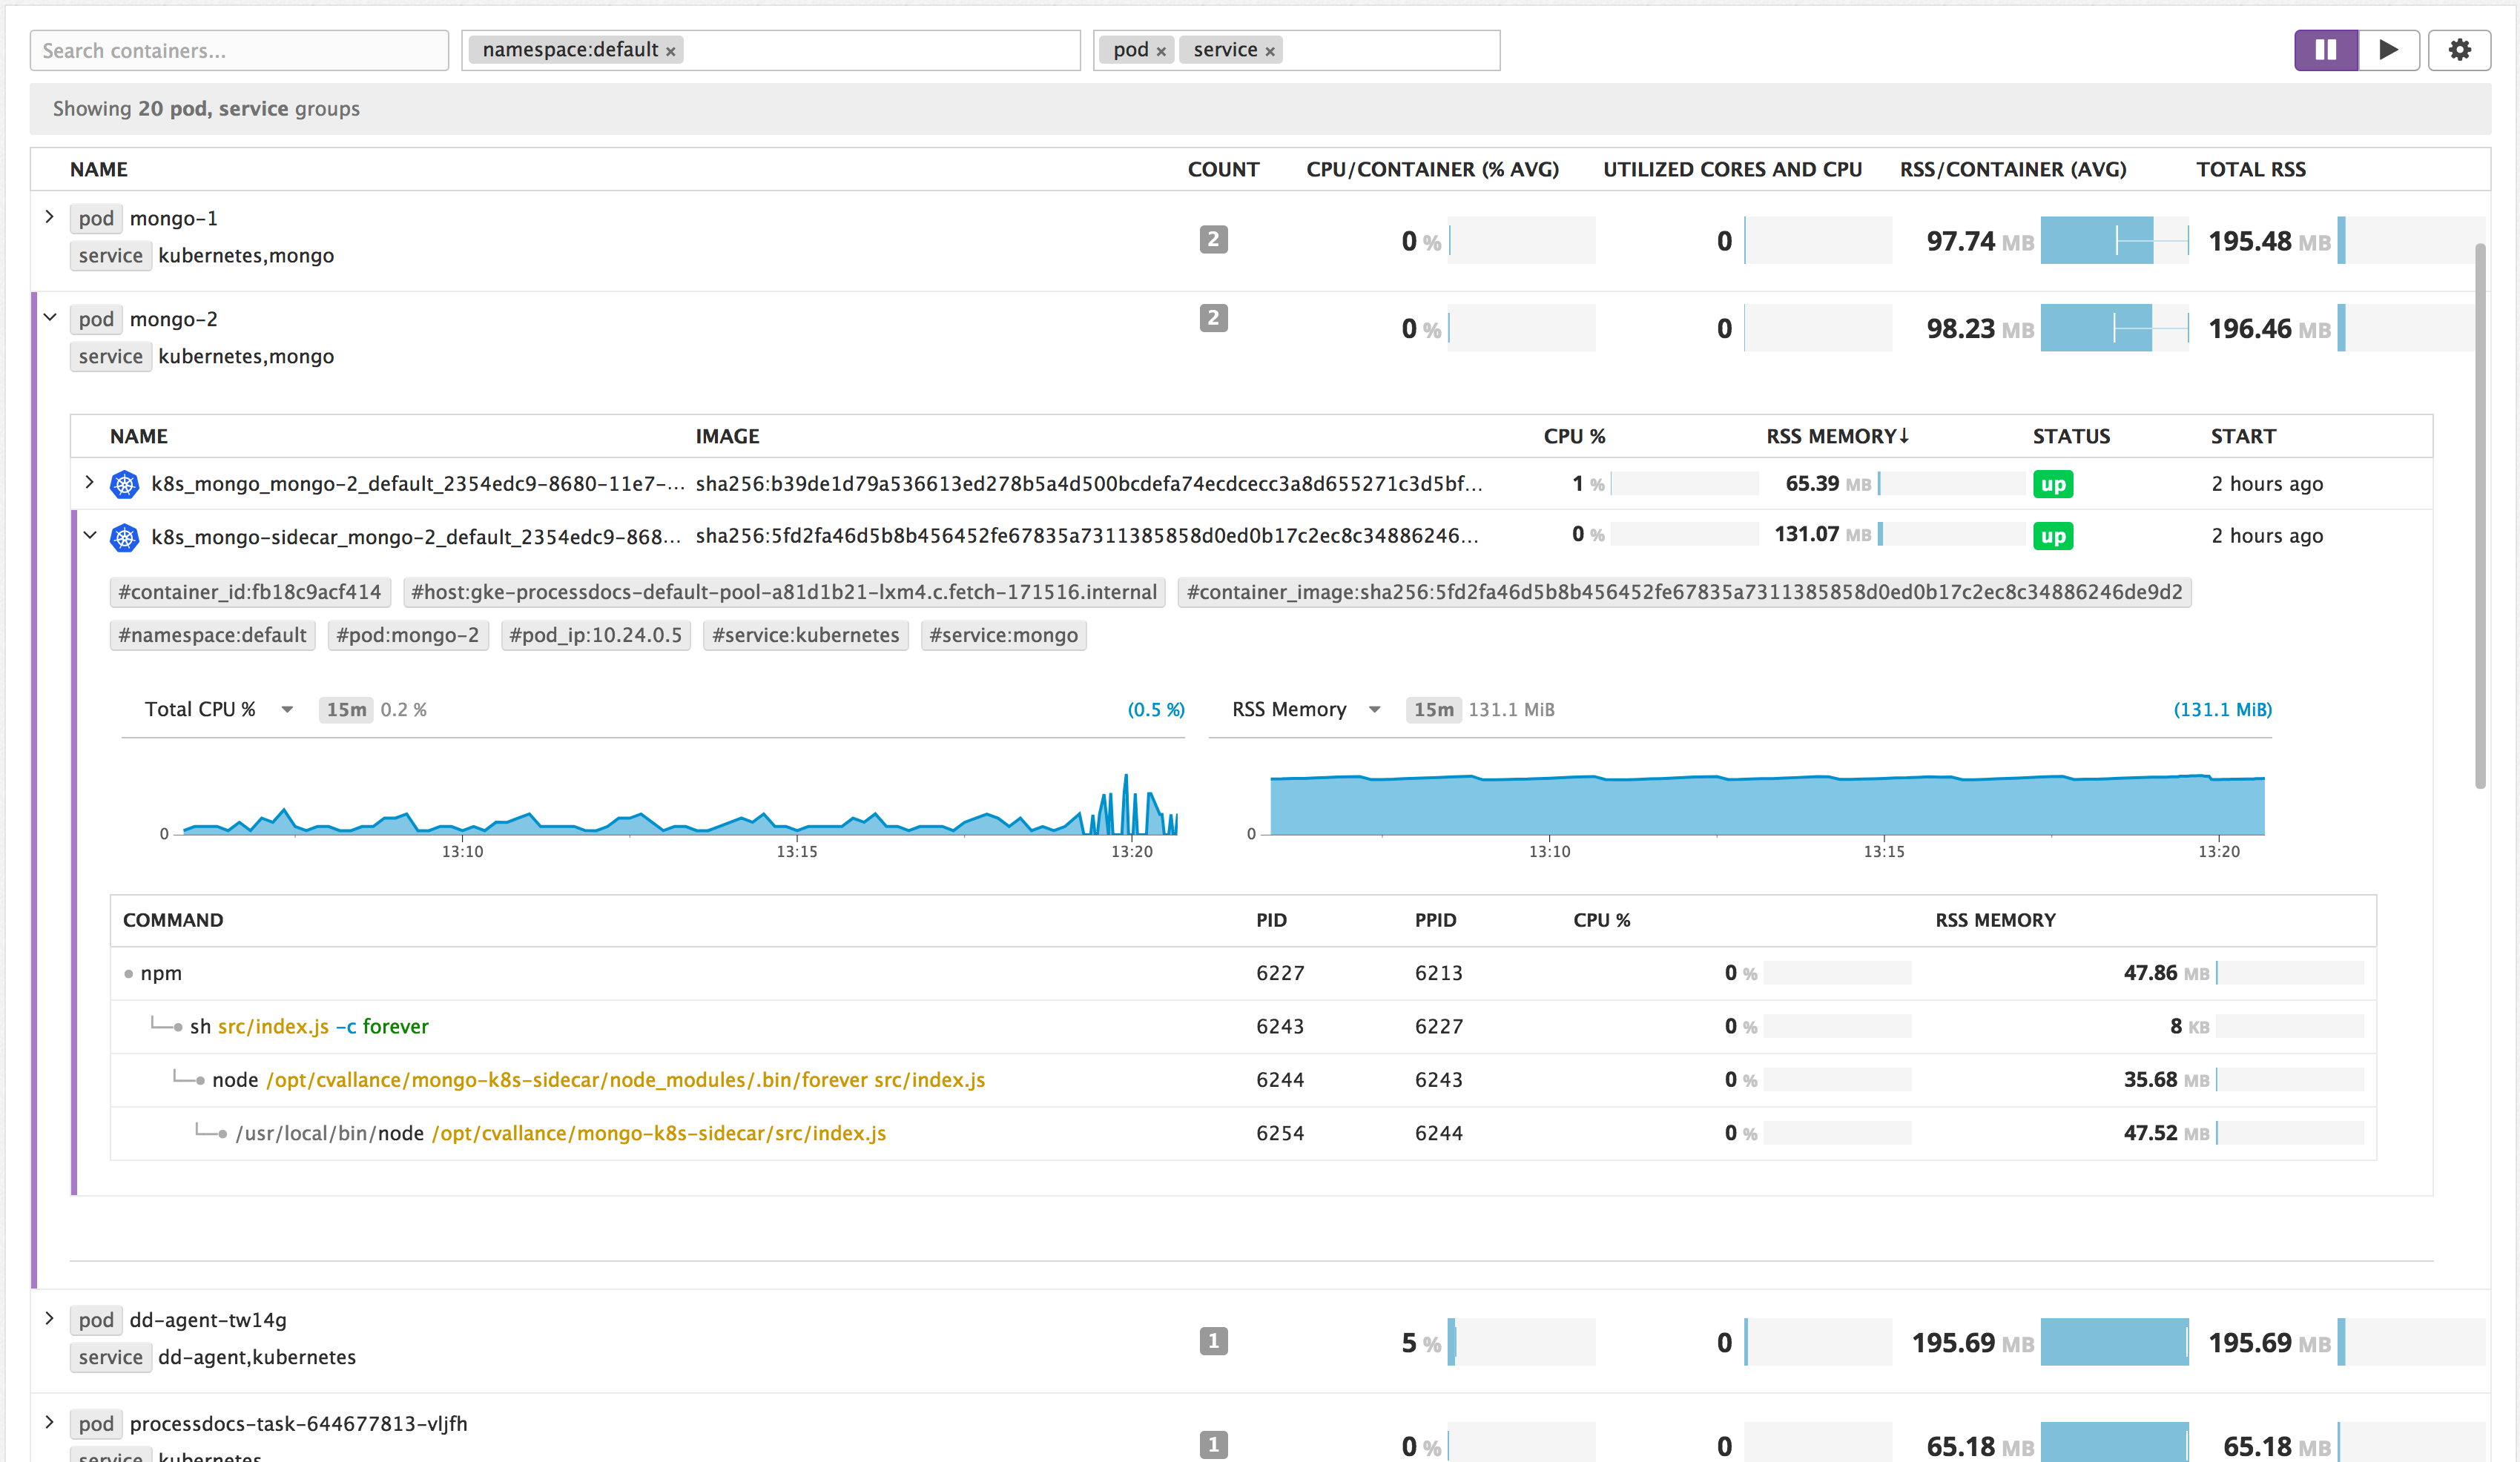 Search containers... namespace:default × pod × service ×
Showing 20 pod, service groups
NAME COUNT CPU/CONTAINER (% AVG) UTILIZED CORES AND CPU RSS/CONTAINER (AVG) TOTAL RSS
pod mongo-1
2 0 % 0 97.74 MB 195.48 MB
service kubernetes,mongo
pod mongo-2
2 0 % 0 98.23 MB 196.46 MB
service kubernetes,mongo
NAME IMAGE CPU % RSS MEMORY↓ STATUS START
k8s_mongo_mongo-2_default_2354edc9-8680-11e7-... sha256:b39de1d79a536613ed278b5a4d500bcdefa74ecdcecc3a8d655271c3d5bf... 1 % 65.39 MB up 2 hours ago
k8s_mongo-sidecar_mongo-2_default_2354edc9-868... sha256:5fd2fa46d5b8b456452fe67835a7311385858d0ed0b17c2ec8c34886246... 0 % 131.07 MB up 2 hours ago
#container_id:fb18c9acf414 #host:gke-processdocs-default-pool-a81d1b21-lxm4.c.fetch-171516.internal #container_image:sha256:5fd2fa46d5b8b456452fe67835a7311385858d0ed0b17c2ec8c34886246de9d2
#namespace:default #pod:mongo-2 #pod_ip:10.24.0.5 #service:kubernetes #service:mongo
Total CPU % 15m 0.2 % (0.5 %) RSS Memory 15m 131.1 MiB (131.1 MiB)
0 0
13:10 13:15 13:20 13:10 13:15 13:20
COMMAND PID PPID CPU % RSS MEMORY
npm 6227 6213 0 % 47.86 MB
sh src/index.js -c forever 6243 6227 0 % 8 KB
node /opt/cvallance/mongo-k8s-sidecar/node_modules/.bin/forever src/index.js 6244 6243 0 % 35.68 MB
/usr/local/bin/node /opt/cvallance/mongo-k8s-sidecar/src/index.js 6254 6244 0 % 47.52 MB
pod dd-agent-tw14g
1 5 % 0 195.69 MB 195.69 MB
service dd-agent,kubernetes
pod processdocs-task-644677813-vljfh
1 0 % 0 65.18 MB 65.18 MB
service kubernetes